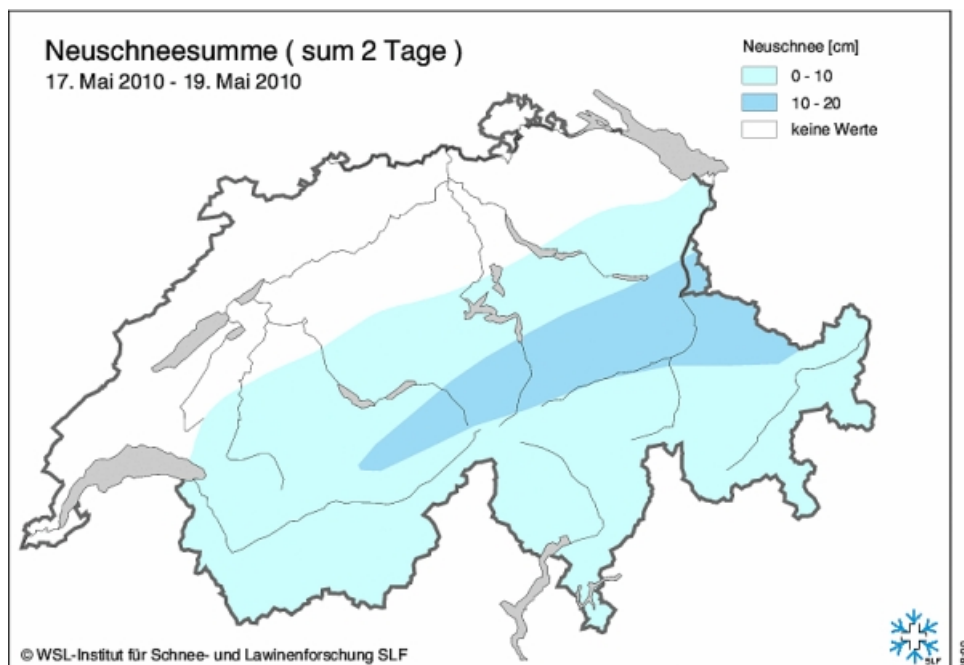 Neuschneesumme ( sum 2 Tage )
17. Mai 2010 - 19. Mai 2010
Neuschnee [cm]
0 - 10
10 - 20
keine Werte
© WSL-Institut für Schnee- und Lawinenforschung SLF
SLF